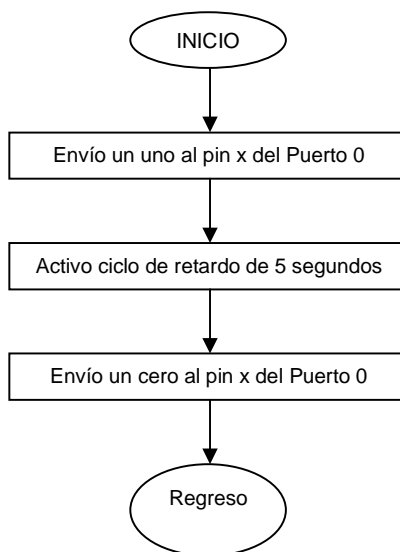 INICIO
Envío un uno al pin x del Puerto 0
Activo ciclo de retardo de 5 segundos
Envío un cero al pin x del Puerto 0
Regreso